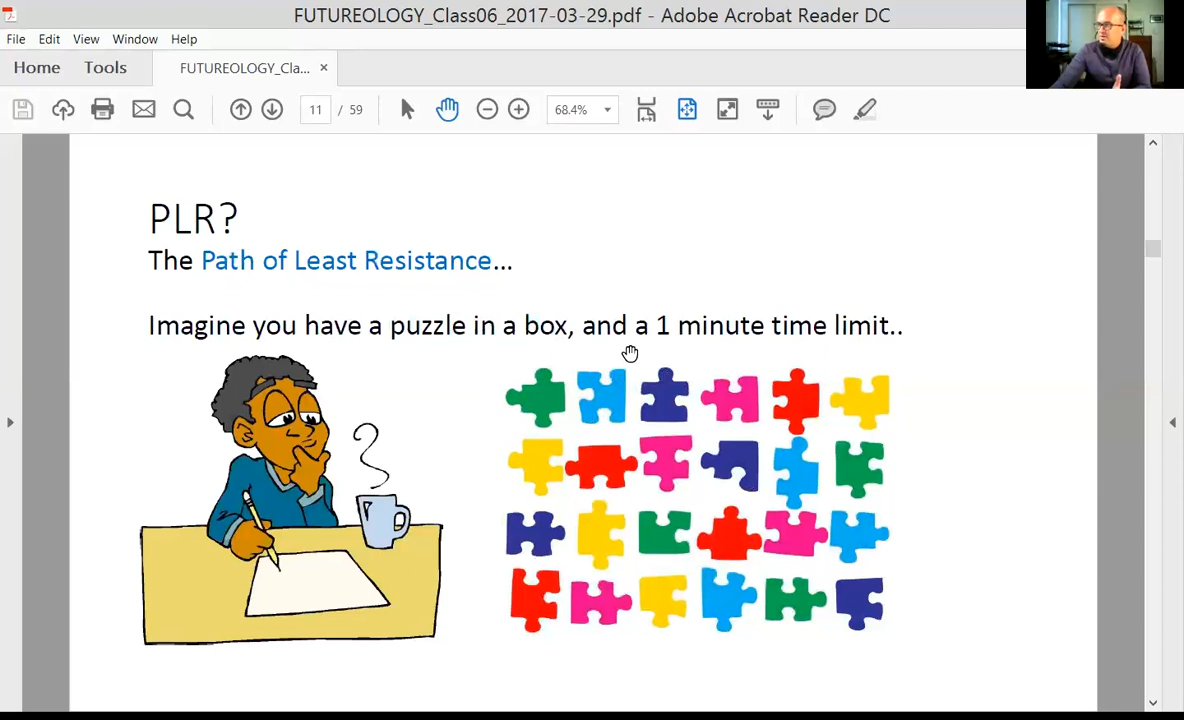 FUTUREOLOGY_Class06_2017-03-29.pdf - Adobe Acrobat Reader DC
File Edit View Window Help
Home Tools FUTUREOLOGY_Cla... ×
11 / 59 68.4%
PLR?
The Path of Least Resistance...
Imagine you have a puzzle in a box, and a 1 minute time limit..